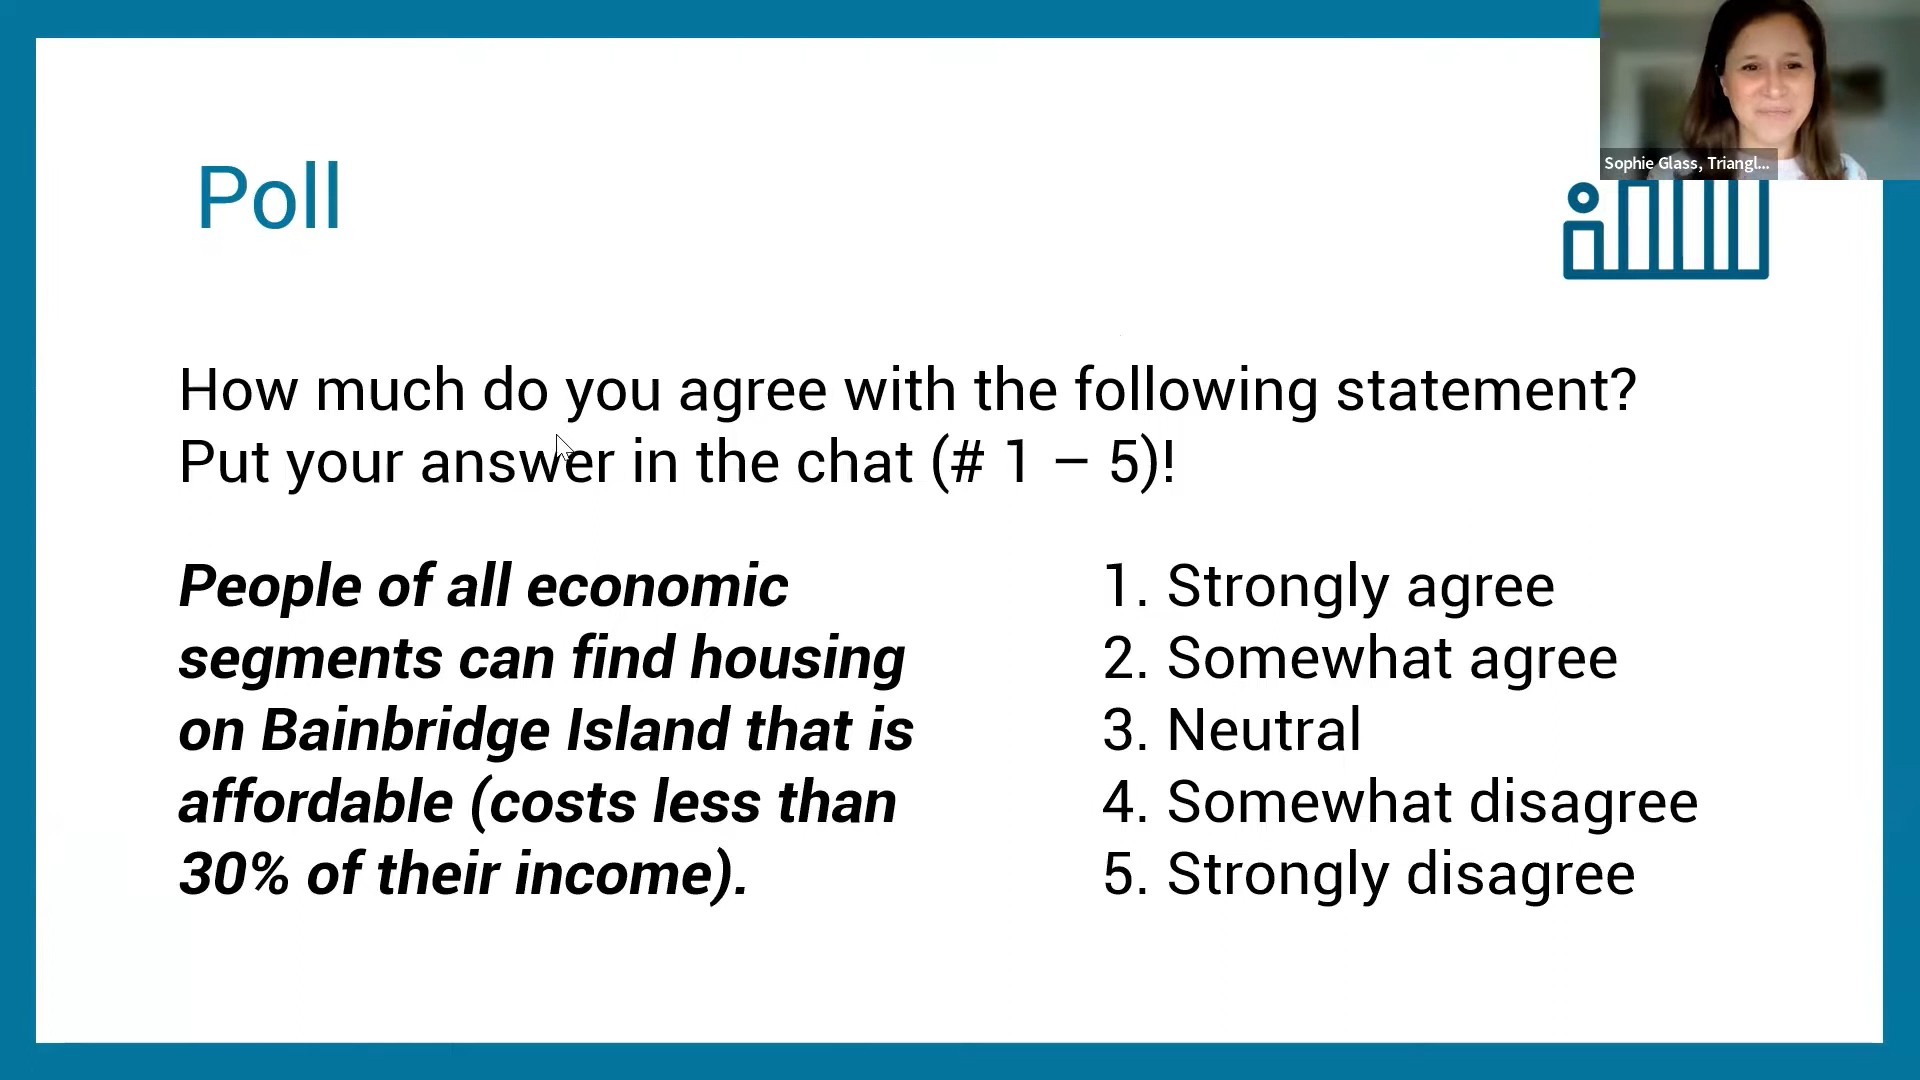 Sophie Glass, Triangl...
Poll
How much do you agree with the following statement?
Put your answer in the chat (# 1 – 5)!
People of all economic
segments can find housing
on Bainbridge Island that is
affordable (costs less than
30% of their income).
1. Strongly agree
2. Somewhat agree
3. Neutral
4. Somewhat disagree
5. Strongly disagree